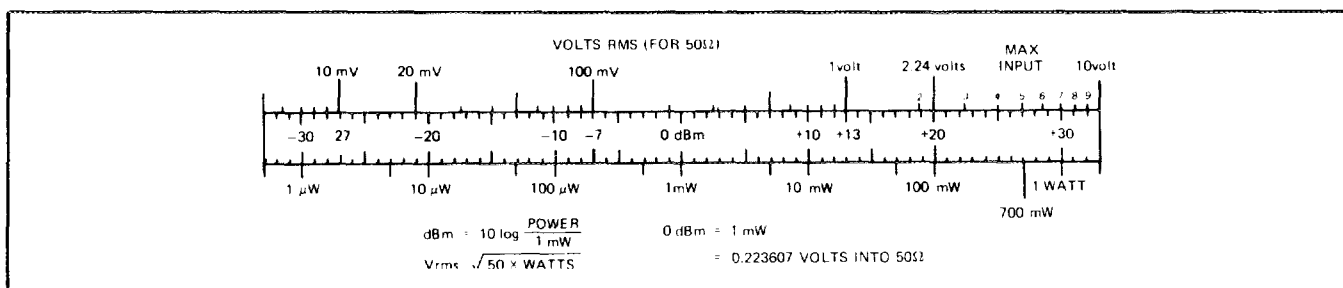 VOLTS RMS (FOR 50Ω)
MAX
INPUT
10 mV 20 mV 100 mV 1volt 2.24 volts 10volt
2 3 4 5 6 7 8 9
−30 27 −20 −10 −7 0 dBm +10 +13 +20 +30
1 μW 10 μW 100 μW 1mW 10 mW 100 mW 1 WATT
700 mW
dBm = 10 log POWER
1 mW
0 dBm = 1 mW
Vrms √50 × WATTS
= 0.223607 VOLTS INTO 50Ω